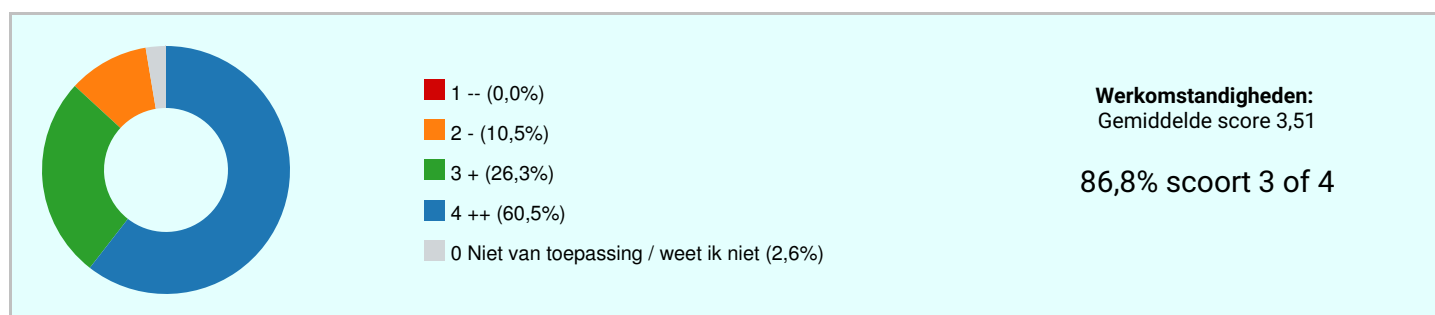 1 -- (0,0%)
2 - (10,5%)
3 + (26,3%)
4 ++ (60,5%)
0 Niet van toepassing / weet ik niet (2,6%)
Werkomstandigheden:
Gemiddelde score 3,51
86,8% scoort 3 of 4